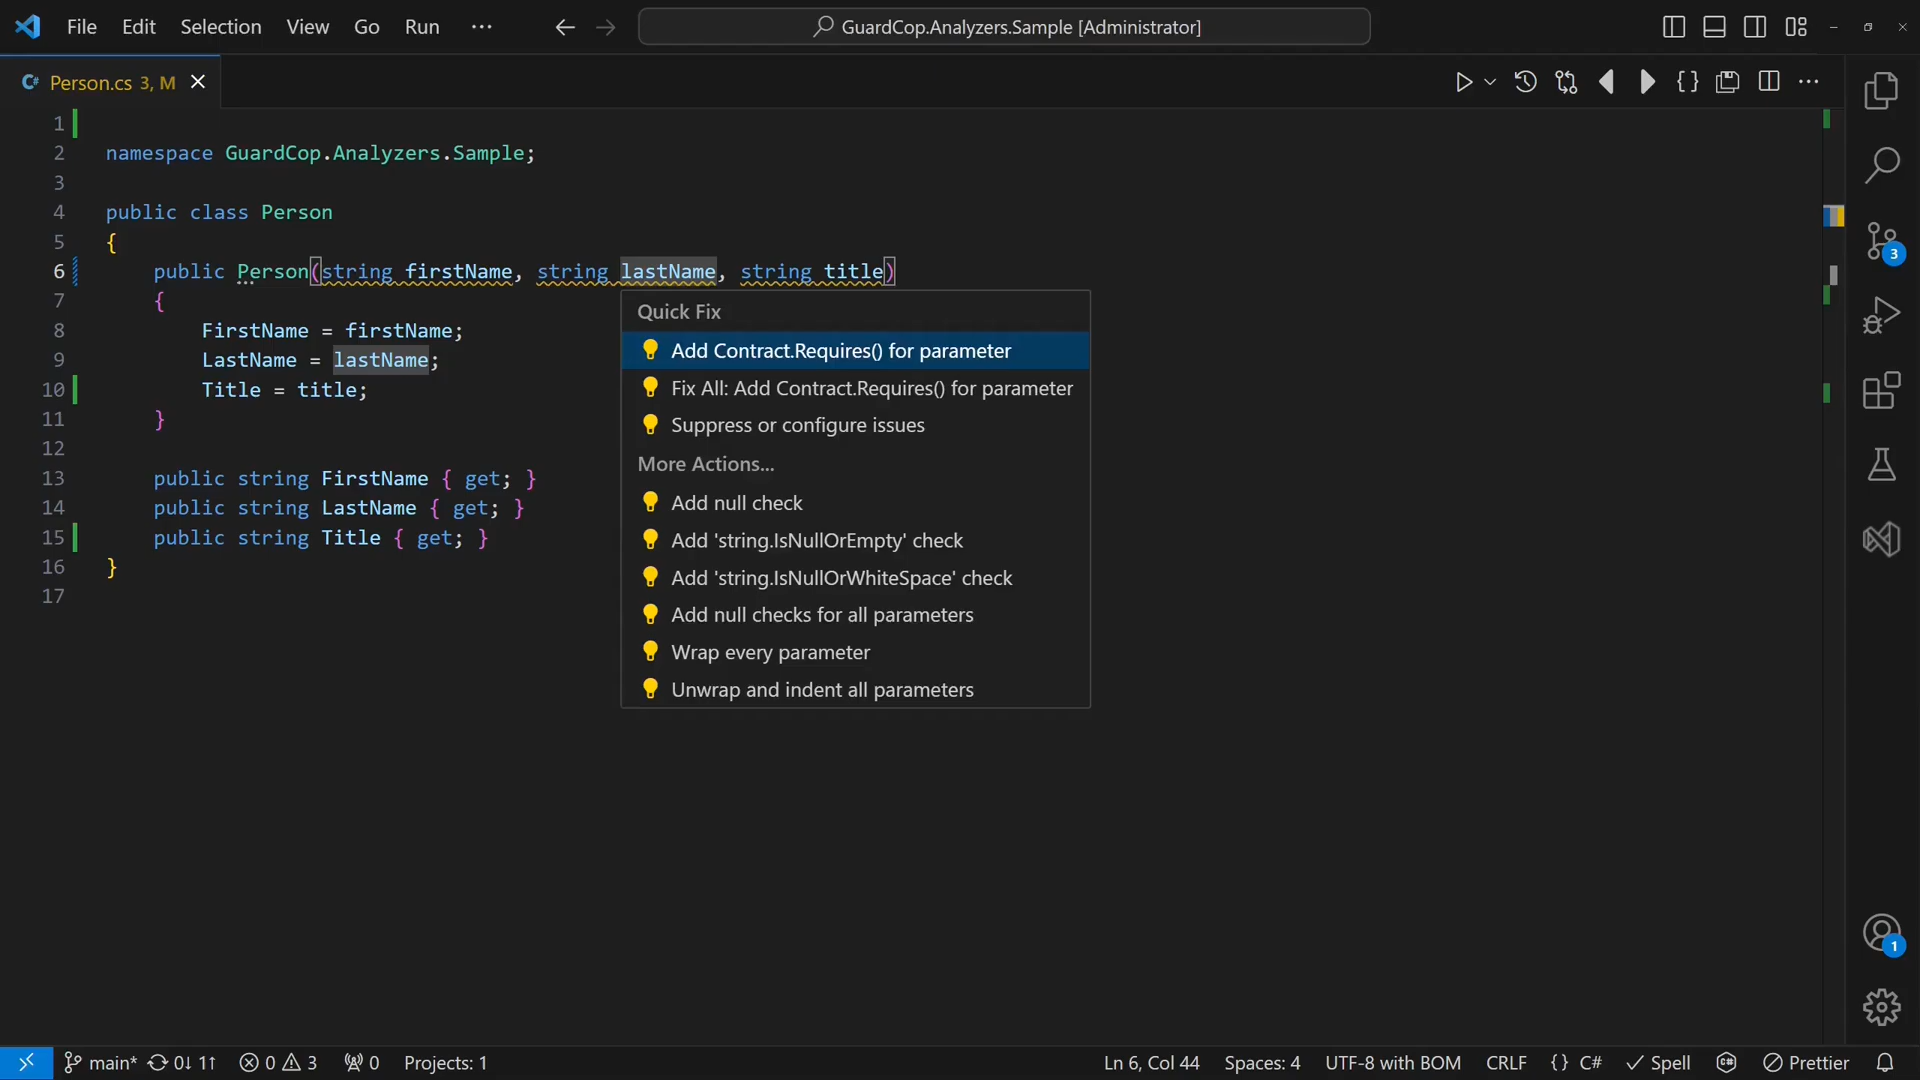 File Edit Selection View Go Run ··· GuardCop.Analyzers.Sample [Administrator]
C# Person.cs 3, M
1
2 namespace GuardCop.Analyzers.Sample;
3
4 public class Person
5 {
6 public Person(string firstName, string lastName, string title)
7 {
8 FirstName = firstName;
9 LastName = lastName;
10 Title = title;
11 }
12
13 public string FirstName { get; }
14 public string LastName { get; }
15 public string Title { get; }
16 }
17
Quick Fix
Add Contract.Requires() for parameter
Fix All: Add Contract.Requires() for parameter
Suppress or configure issues
More Actions...
Add null check
Add 'string.IsNullOrEmpty' check
Add 'string.IsNullOrWhiteSpace' check
Add null checks for all parameters
Wrap every parameter
Unwrap and indent all parameters
3
1
main* 0↓ 1↑ 0 3 0 Projects: 1 Ln 6, Col 44 Spaces: 4 UTF-8 with BOM CRLF {} C# Spell Prettier